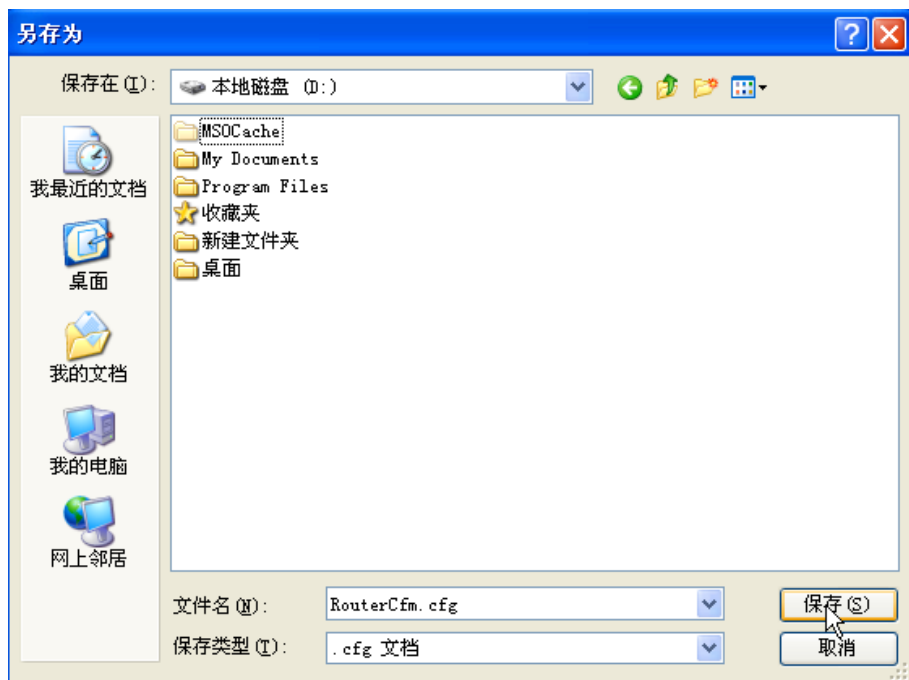 另存为
保存在(I):
本地磁盘 (D:)
MSOCache
My Documents
Program Files
收藏夹
新建文件夹
桌面
我最近的文档
桌面
我的文档
我的电脑
网上邻居
文件名(N):
RouterCfm.cfg
保存(S)
保存类型(T):
.cfg 文档
取消